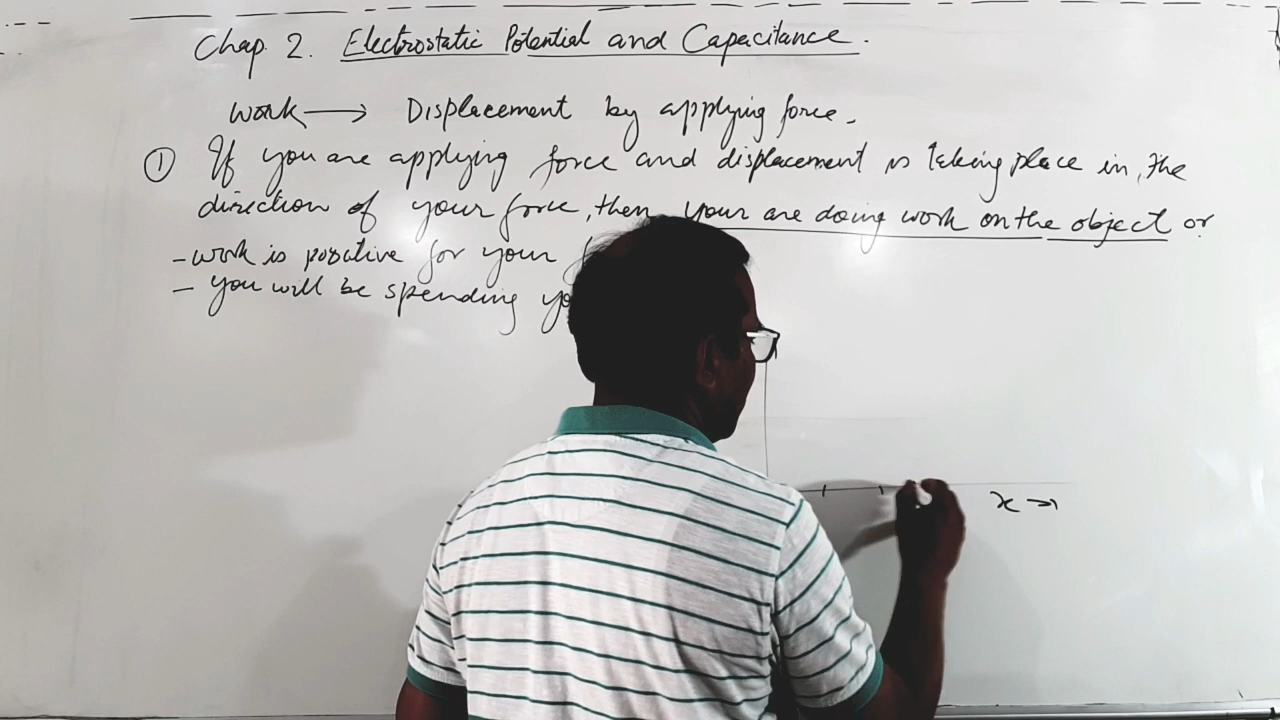 Chap. 2. Electrostatic Potential and Capacitance.
work → Displacement by applying force.
① If you are applying force and displacement is taking place in, the
direction of your force, then your are doing work on the object or
- work is positive for your
- you will be spending
x →